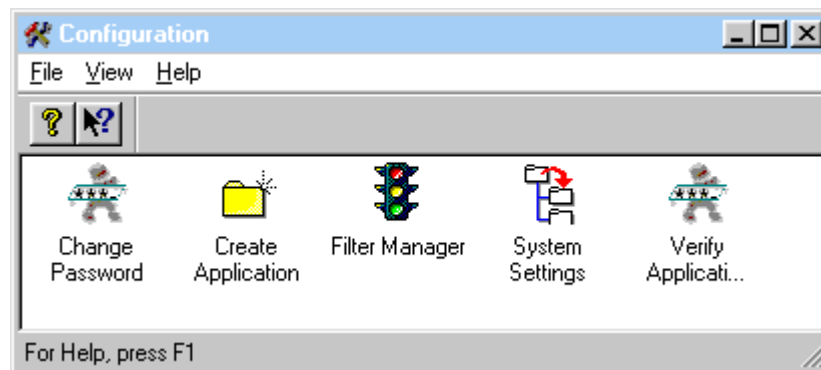 Configuration
File View Help
? ?
****
Change Password
Create Application
Filter Manager
System Settings
****
Verify Applicati...
For Help, press F1